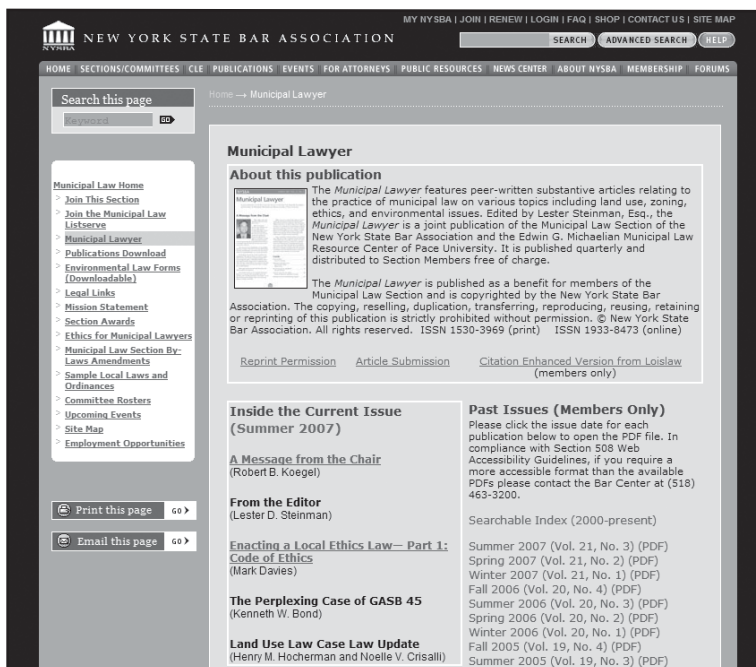 MY NYSBA | JOIN | RENEW | LOGIN | FAQ | SHOP | CONTACT US | SITE MAP
NYSBA
NEW YORK STATE BAR ASSOCIATION
SEARCH
ADVANCED SEARCH
HELP
HOME | SECTIONS/COMMITTEES | CLE | PUBLICATIONS | EVENTS | FOR ATTORNEYS | PUBLIC RESOURCES | NEWS CENTER | ABOUT NYSBA | MEMBERSHIP | FORUMS
Search this page
Keyword
GO
Home → Municipal Lawyer
Municipal Law Home
> Join This Section
> Join the Municipal Law
Listserve
> Municipal Lawyer
> Publications Download
> Environmental Law Forms
(Downloadable)
> Legal Links
> Mission Statement
> Section Awards
> Ethics for Municipal Lawyers
> Municipal Law Section By-
Laws Amendments
> Sample Local Laws and
Ordinances
> Committee Rosters
> Upcoming Events
> Site Map
> Employment Opportunities
Print this page GO
Email this page GO
Municipal Lawyer
About this publication
Municipal Lawyer
The Municipal Lawyer features peer-written substantive articles relating to
the practice of municipal law on various topics including land use, zoning,
ethics, and environmental issues. Edited by Lester Steinman, Esq., the
Municipal Lawyer is a joint publication of the Municipal Law Section of the
New York State Bar Association and the Edwin G. Michaelian Municipal Law
Resource Center of Pace University. It is published quarterly and
distributed to Section Members free of charge.
The Municipal Lawyer is published as a benefit for members of the
Municipal Law Section and is copyrighted by the New York State Bar
Association. The copying, reselling, duplication, transferring, reproducing, reusing, retaining
or reprinting of this publication is strictly prohibited without permission. © New York State
Bar Association. All rights reserved. ISSN 1530-3969 (print) ISSN 1933-8473 (online)
Reprint Permission Article Submission Citation Enhanced Version from Loislaw
(members only)
Inside the Current Issue
(Summer 2007)
A Message from the Chair
(Robert B. Koegel)
From the Editor
(Lester D. Steinman)
Enacting a Local Ethics Law— Part 1:
Code of Ethics
(Mark Davies)
The Perplexing Case of GASB 45
(Kenneth W. Bond)
Land Use Law Case Law Update
(Henry M. Hocherman and Noelle V. Crisalli)
Past Issues (Members Only)
Please click the issue date for each
publication below to open the PDF file. In
compliance with Section 508 Web
Accessibility Guidelines, if you require a
more accessible format than the available
PDFs please contact the Bar Center at (518)
463-3200.
Searchable Index (2000-present)
Summer 2007 (Vol. 21, No. 3) (PDF)
Spring 2007 (Vol. 21, No. 2) (PDF)
Winter 2007 (Vol. 21, No. 1) (PDF)
Fall 2006 (Vol. 20, No. 4) (PDF)
Summer 2006 (Vol. 20, No. 3) (PDF)
Spring 2006 (Vol. 20, No. 2) (PDF)
Winter 2006 (Vol. 20, No. 1) (PDF)
Fall 2005 (Vol. 19, No. 4) (PDF)
Summer 2005 (Vol. 19, No. 3) (PDF)